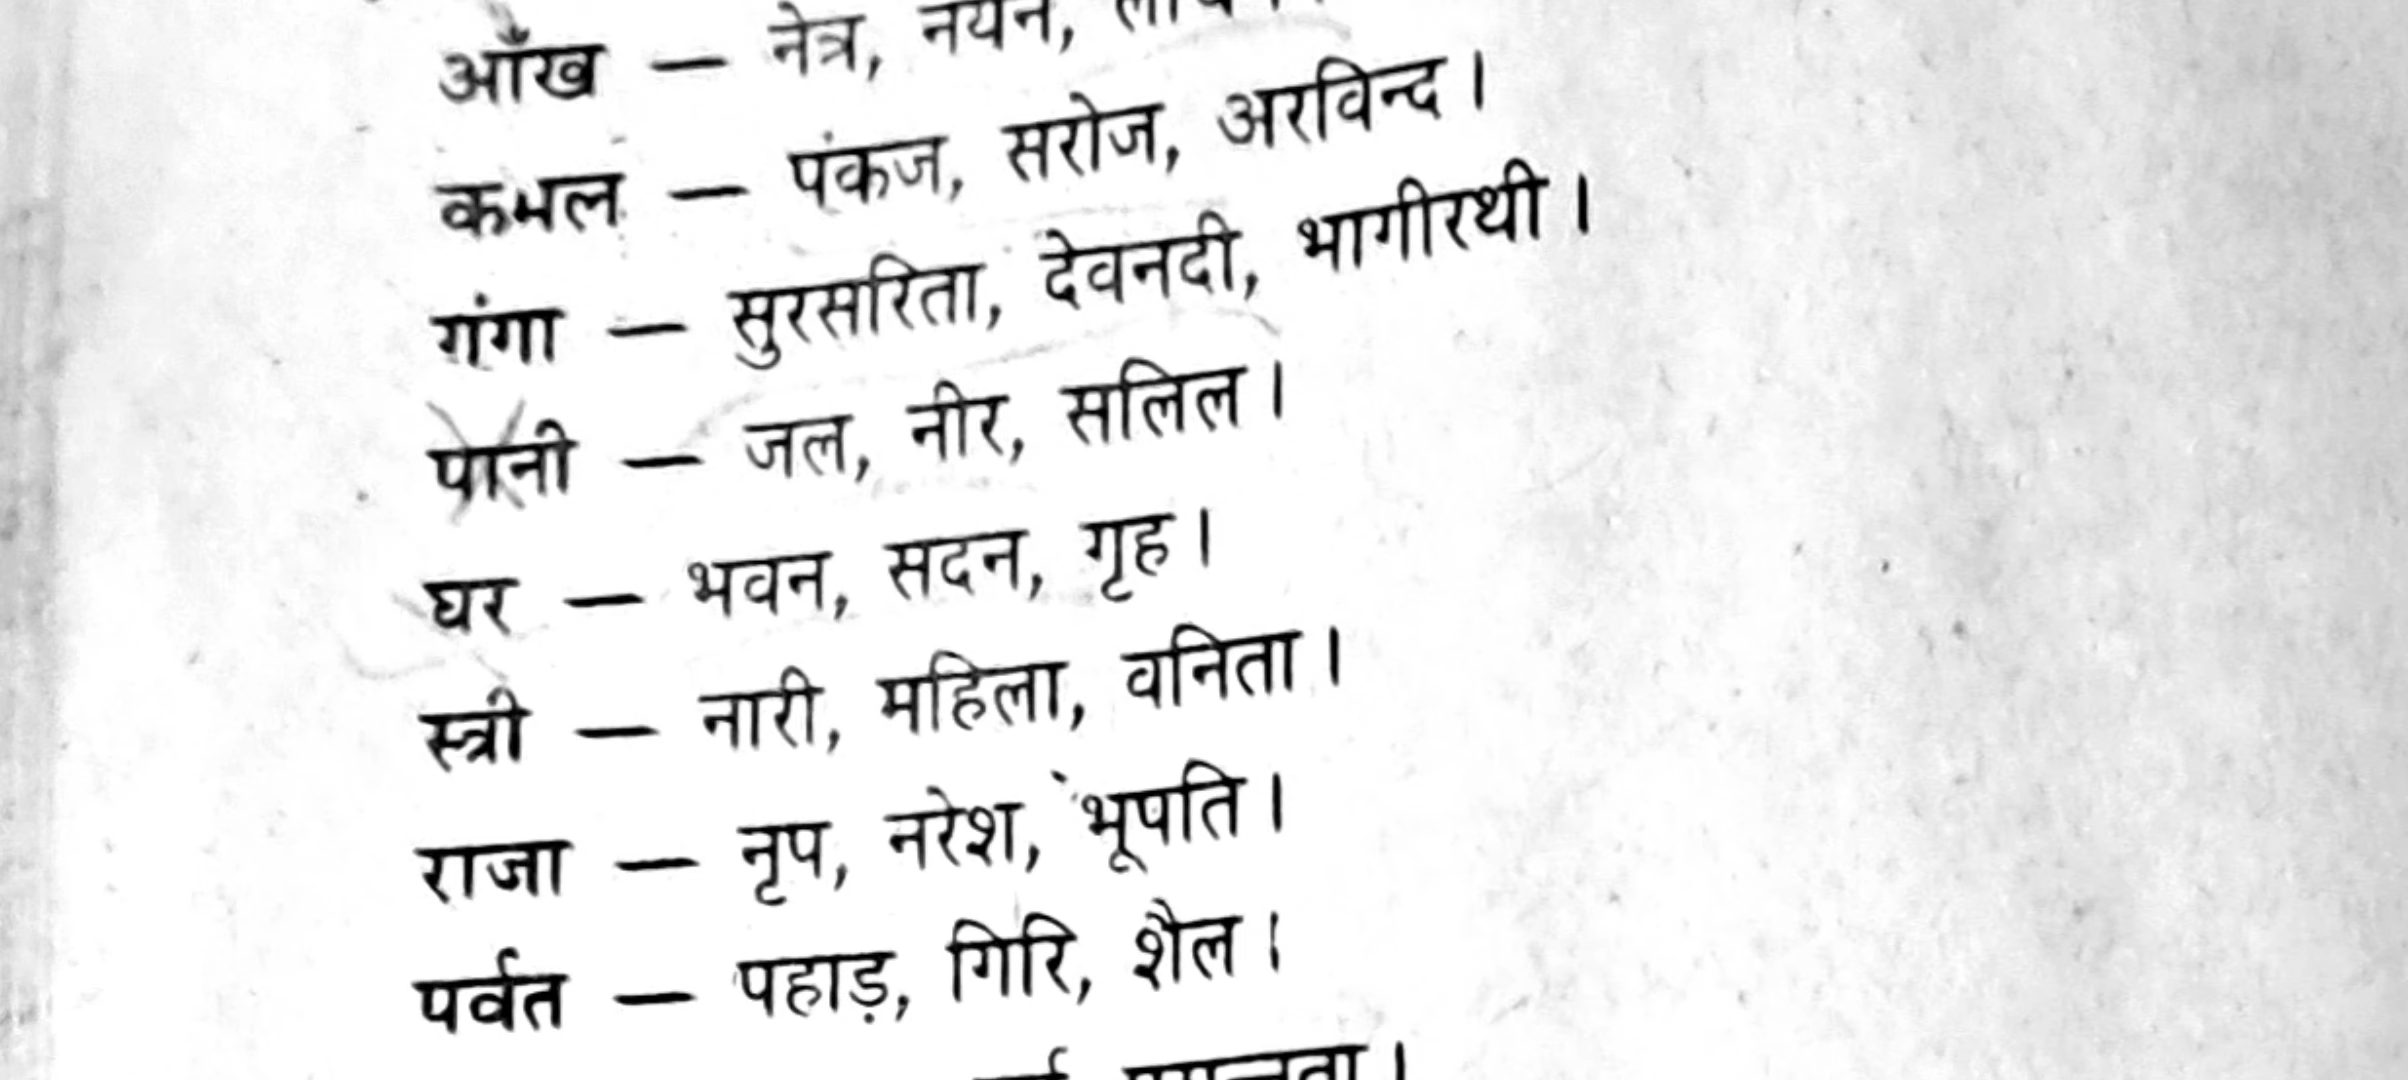 आँख — नेत्र, नयन,
कमल — पंकज, सरोज, अरविन्द।
गंगा — सुरसरिता, देवनदी, भागीरथी।
पानी — जल, नीर, सलिल।
घर — भवन, सदन, गृह।
स्त्री — नारी, महिला, वनिता।
राजा — नृप, नरेश, भूपति।
पर्वत — पहाड़, गिरि, शैल।